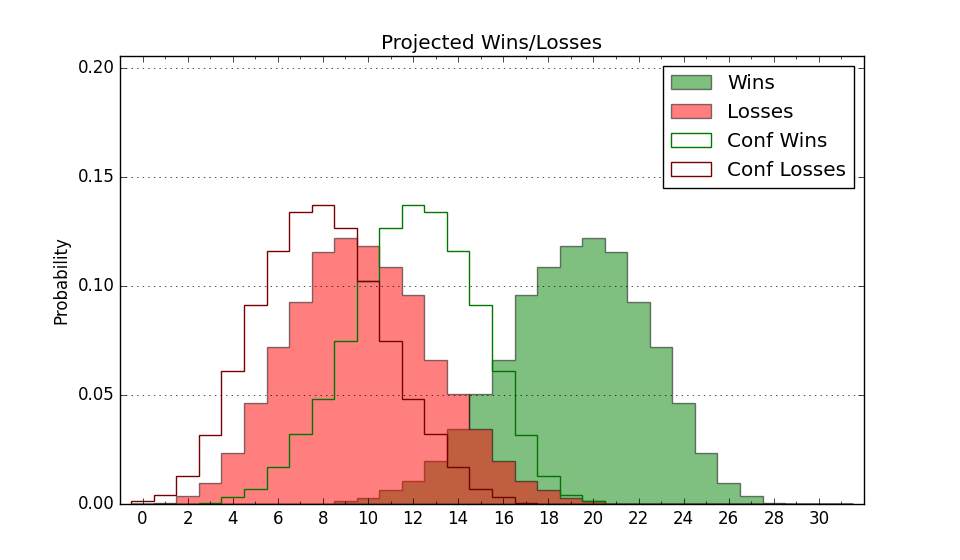 Projected Wins/Losses
0.20
0.15
0.10
0.05
0.00
Probability
Wins
Losses
Conf Wins
Conf Losses
0 2 4 6 8 10 12 14 16 18 20 22 24 26 28 30